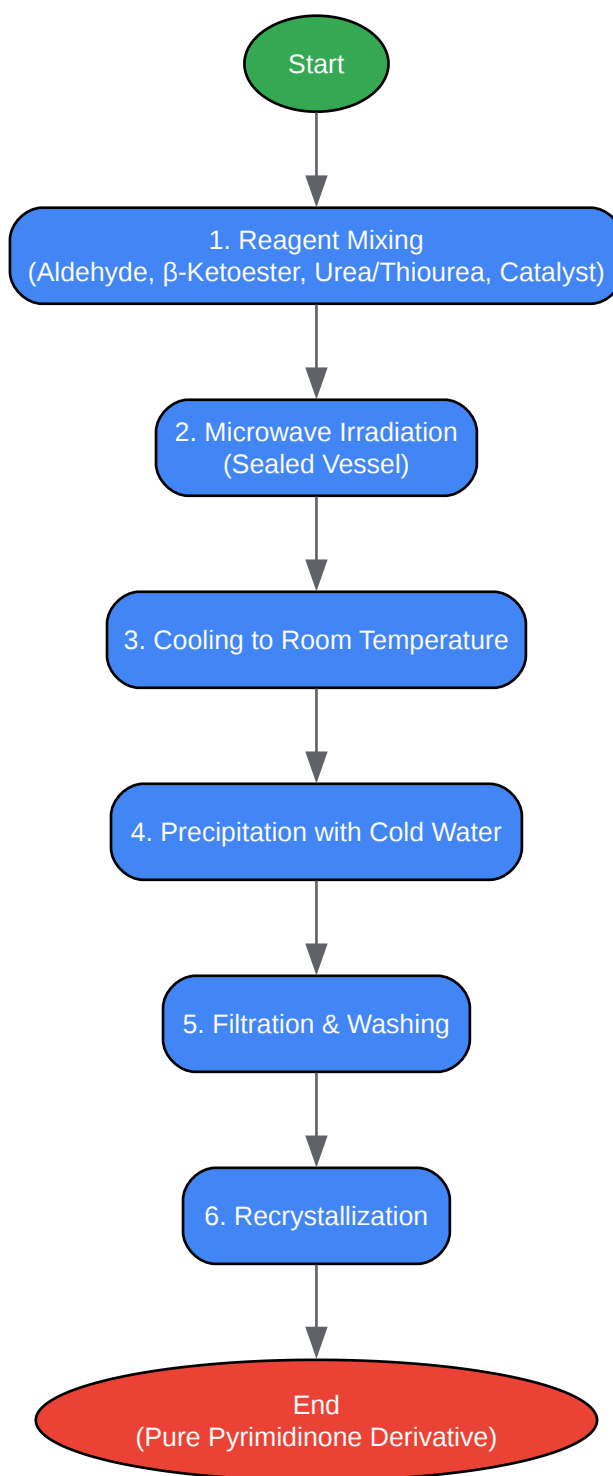 Start
1. Reagent Mixing
(Aldehyde, β-Ketoester, Urea/Thiourea, Catalyst)
2. Microwave Irradiation
(Sealed Vessel)
3. Cooling to Room Temperature
4. Precipitation with Cold Water
5. Filtration & Washing
6. Recrystallization
End
(Pure Pyrimidinone Derivative)